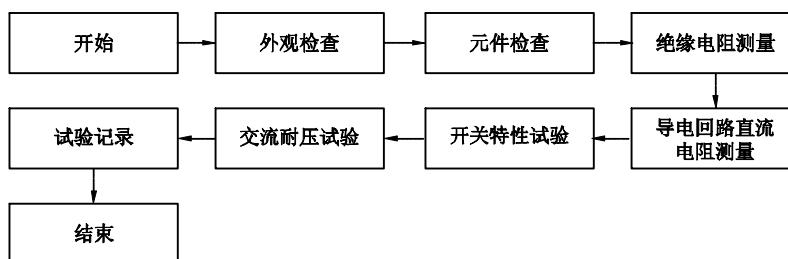 开始
外观检查
元件检查
绝缘电阻测量
导电回路直流
电阻测量
开关特性试验
交流耐压试验
试验记录
结束